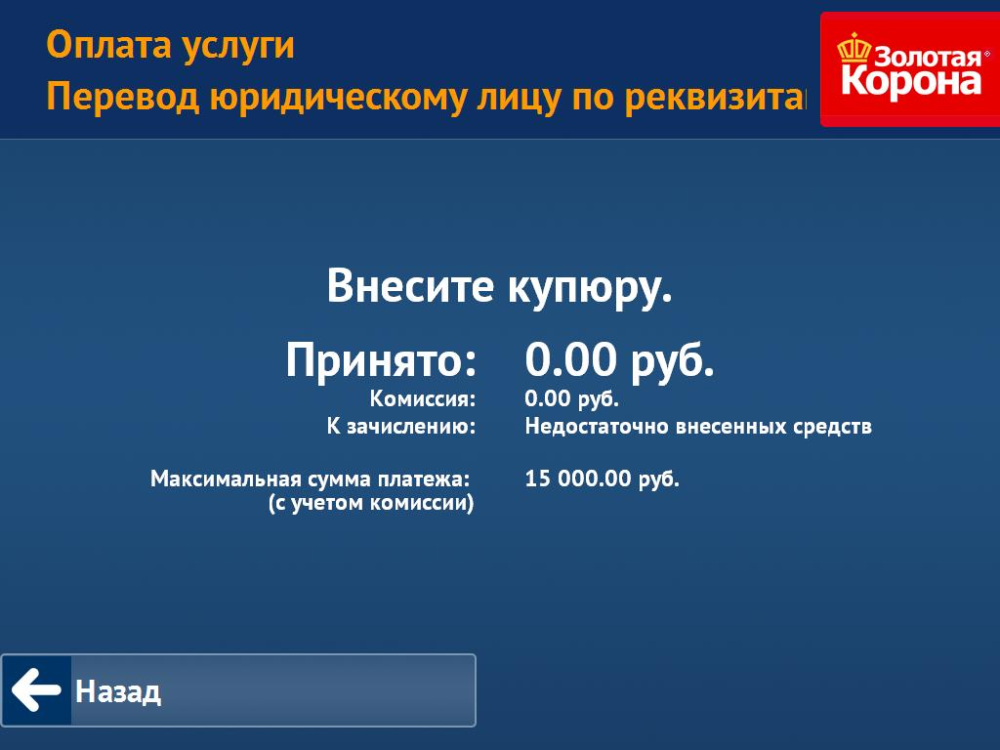 Оплата услуги
Перевод юридическому лицу по реквизита
Золотая
Корона
Внесите купюру.
Принято: 0.00 руб.
Комиссия: 0.00 руб.
К зачислению: Недостаточно внесенных средств
Максимальная сумма платежа: 15 000.00 руб.
(с учетом комиссии)
Назад